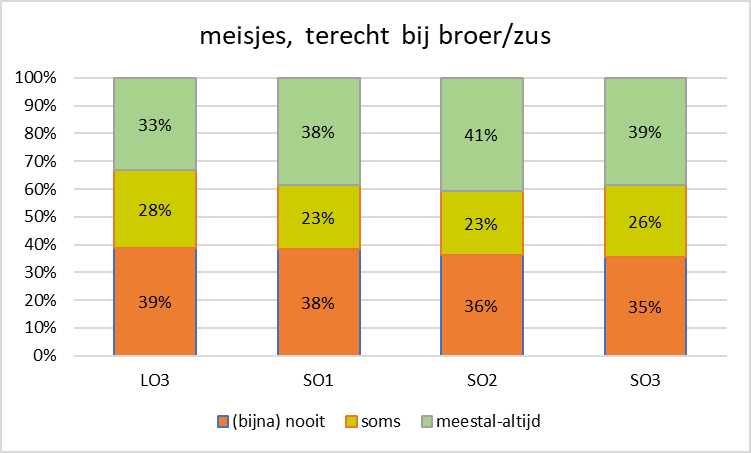 meisjes, terecht bij broer/zus
100%
90%
80%
70%
60%
50%
40%
30%
20%
10%
0%
33% 38% 41% 39%
28% 23% 23% 26%
39% 38% 36% 35%
LO3 SO1 SO2 SO3
(bijna) nooit soms meestal-altijd